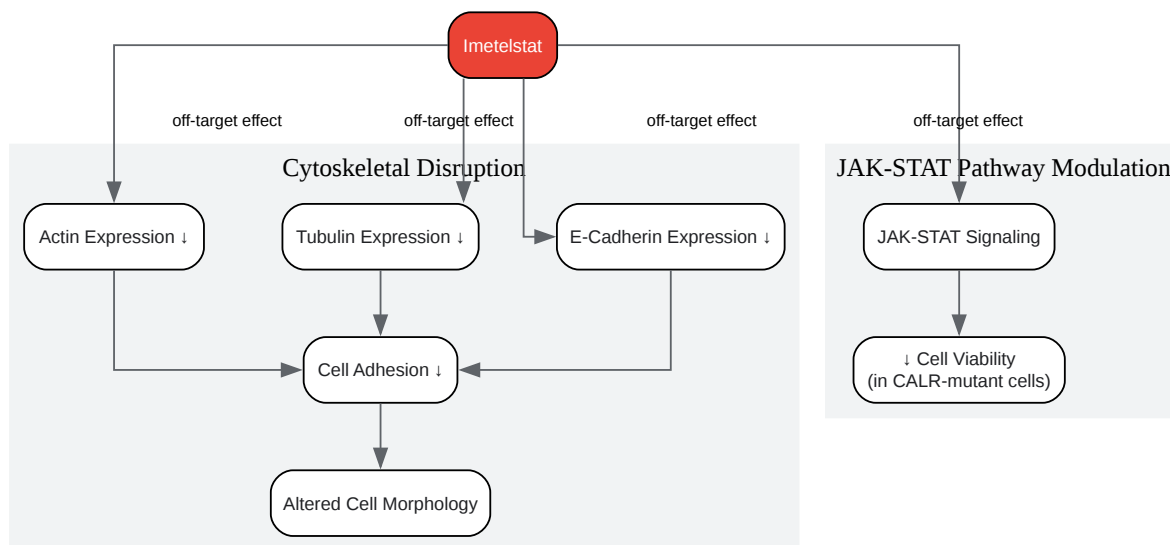 Imetelstat
off-target effect
off-target effect
off-target effect
off-target effect
Cytoskeletal Disruption
JAK-STAT Pathway Modulation
Actin Expression ↓
Tubulin Expression ↓
E-Cadherin Expression ↓
JAK-STAT Signaling
Cell Adhesion ↓
↓ Cell Viability
(in CALR-mutant cells)
Altered Cell Morphology